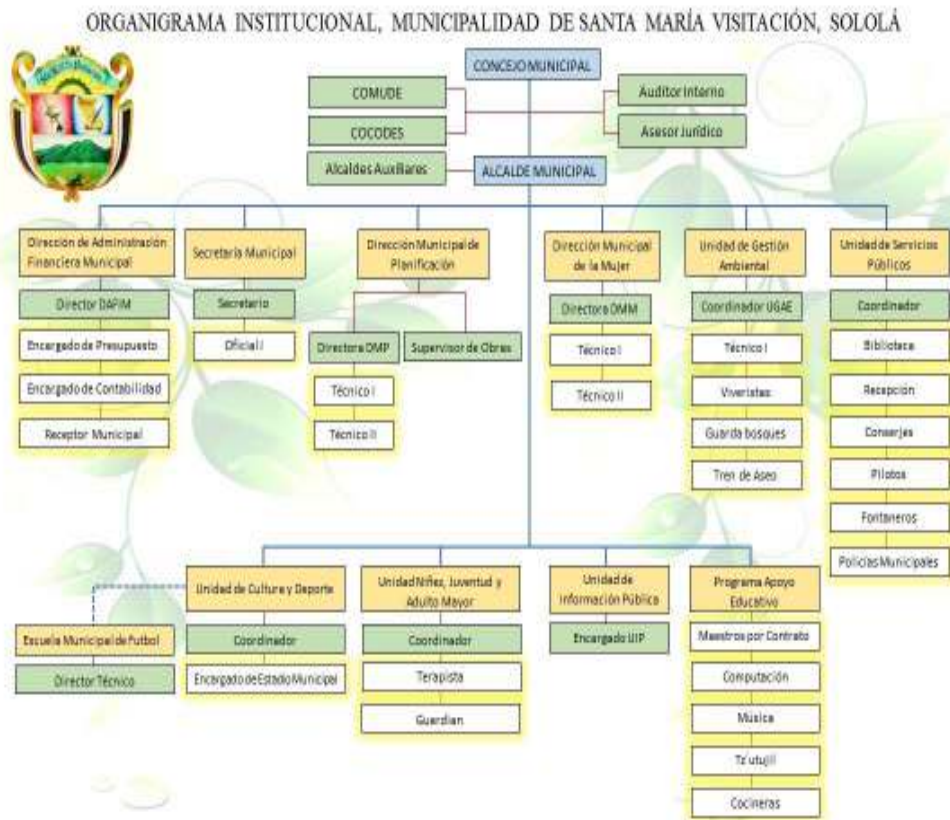 ORGANIGRAMA INSTITUCIONAL, MUNICIPALIDAD DE SANTA MARÍA VISITACIÓN, SOLOLÁ
CONCEJO MUNICIPAL
COMUDE
Auditor Interno
COCODES
Asesor Jurídico
Alcaldes Auxiliares
ALCALDE MUNICIPAL
Dirección de Administración
Financiera Municipal
Director DAFIM
Encargado de Presupuesto
Encargado de Contabilidad
Receptor Municipal
Secretaría Municipal
Secretario
Oficial I
Dirección Municipal de
Planificación
Directora DMP
Supervisor de Obras
Técnico I
Técnico II
Dirección Municipal
de la Mujer
Directora DMM
Técnico I
Técnico II
Unidad de Gestión
Ambiental
Coordinador UGAE
Técnico I
Viveristas
Guarda bosques
Tren de Aseo
Unidad de Servicios
Públicos
Coordinador
Biblioteca
Recepción
Conserjes
Pilotos
Fontaneros
Policías Municipales
Unidad de Cultura y Deporte
Coordinador
Encargado de Estadio Municipal
Escuela Municipal de Futbol
Director Técnico
Unidad Niñez, Juventud y
Adulto Mayor
Coordinador
Terapista
Guardian
Unidad de
Información Pública
Encargado UIP
Programa Apoyo
Educativo
Maestros por Contrato
Computación
Música
Tz'utujil
Cocineras